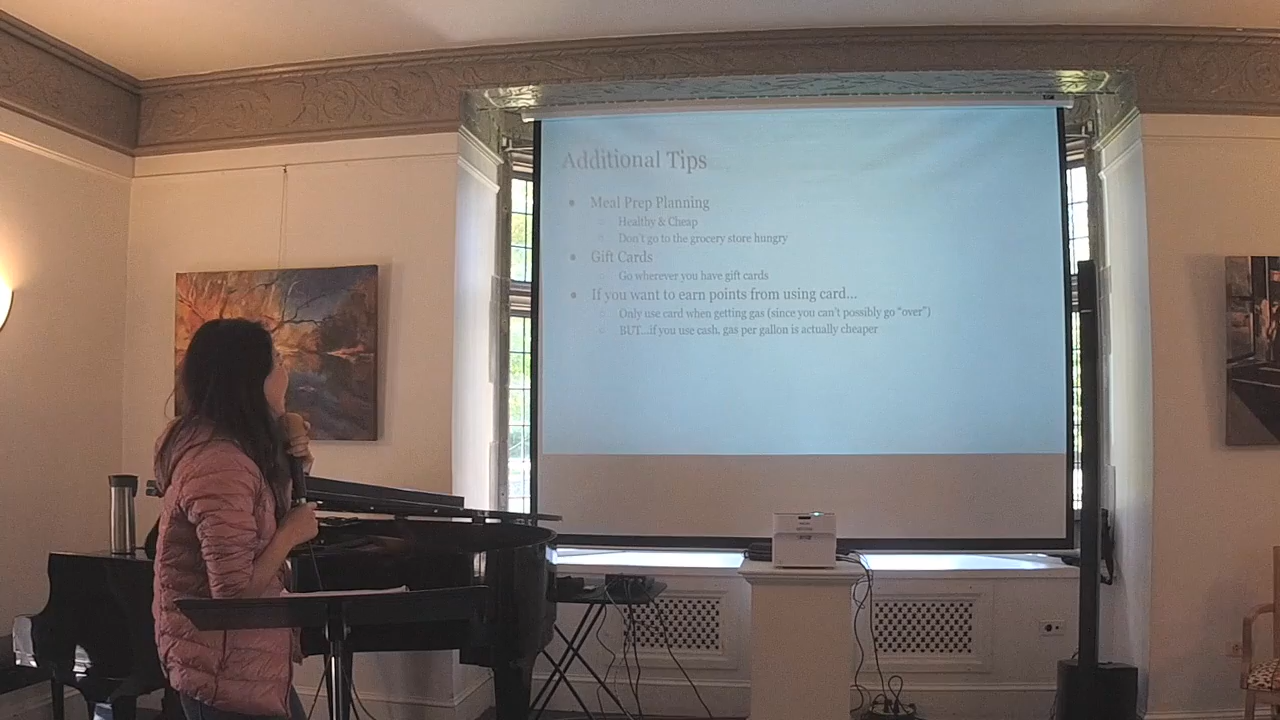 Additional Tips
● Meal Prep Planning
○ Healthy & Cheap
○ Don't go to the grocery store hungry
● Gift Cards
○ Go wherever you have gift cards
● If you want to earn points from using card...
○ Only use card when getting gas (since you can't possibly go "over")
○ BUT...if you use cash, gas per gallon is actually cheaper